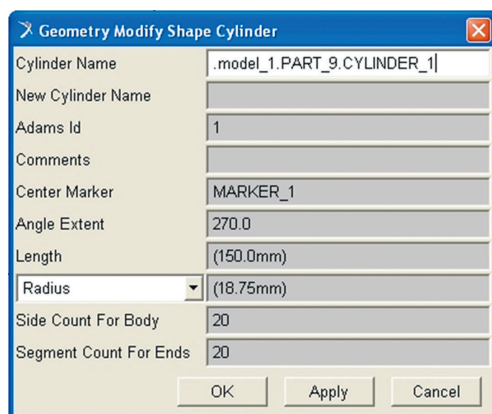 Geometry Modify Shape Cylinder
Cylinder Name .model_1.PART_9.CYLINDER_1
New Cylinder Name
Adams Id 1
Comments
Center Marker MARKER_1
Angle Extent 270.0
Length (150.0mm)
Radius (18.75mm)
Side Count For Body 20
Segment Count For Ends 20
OK Apply Cancel